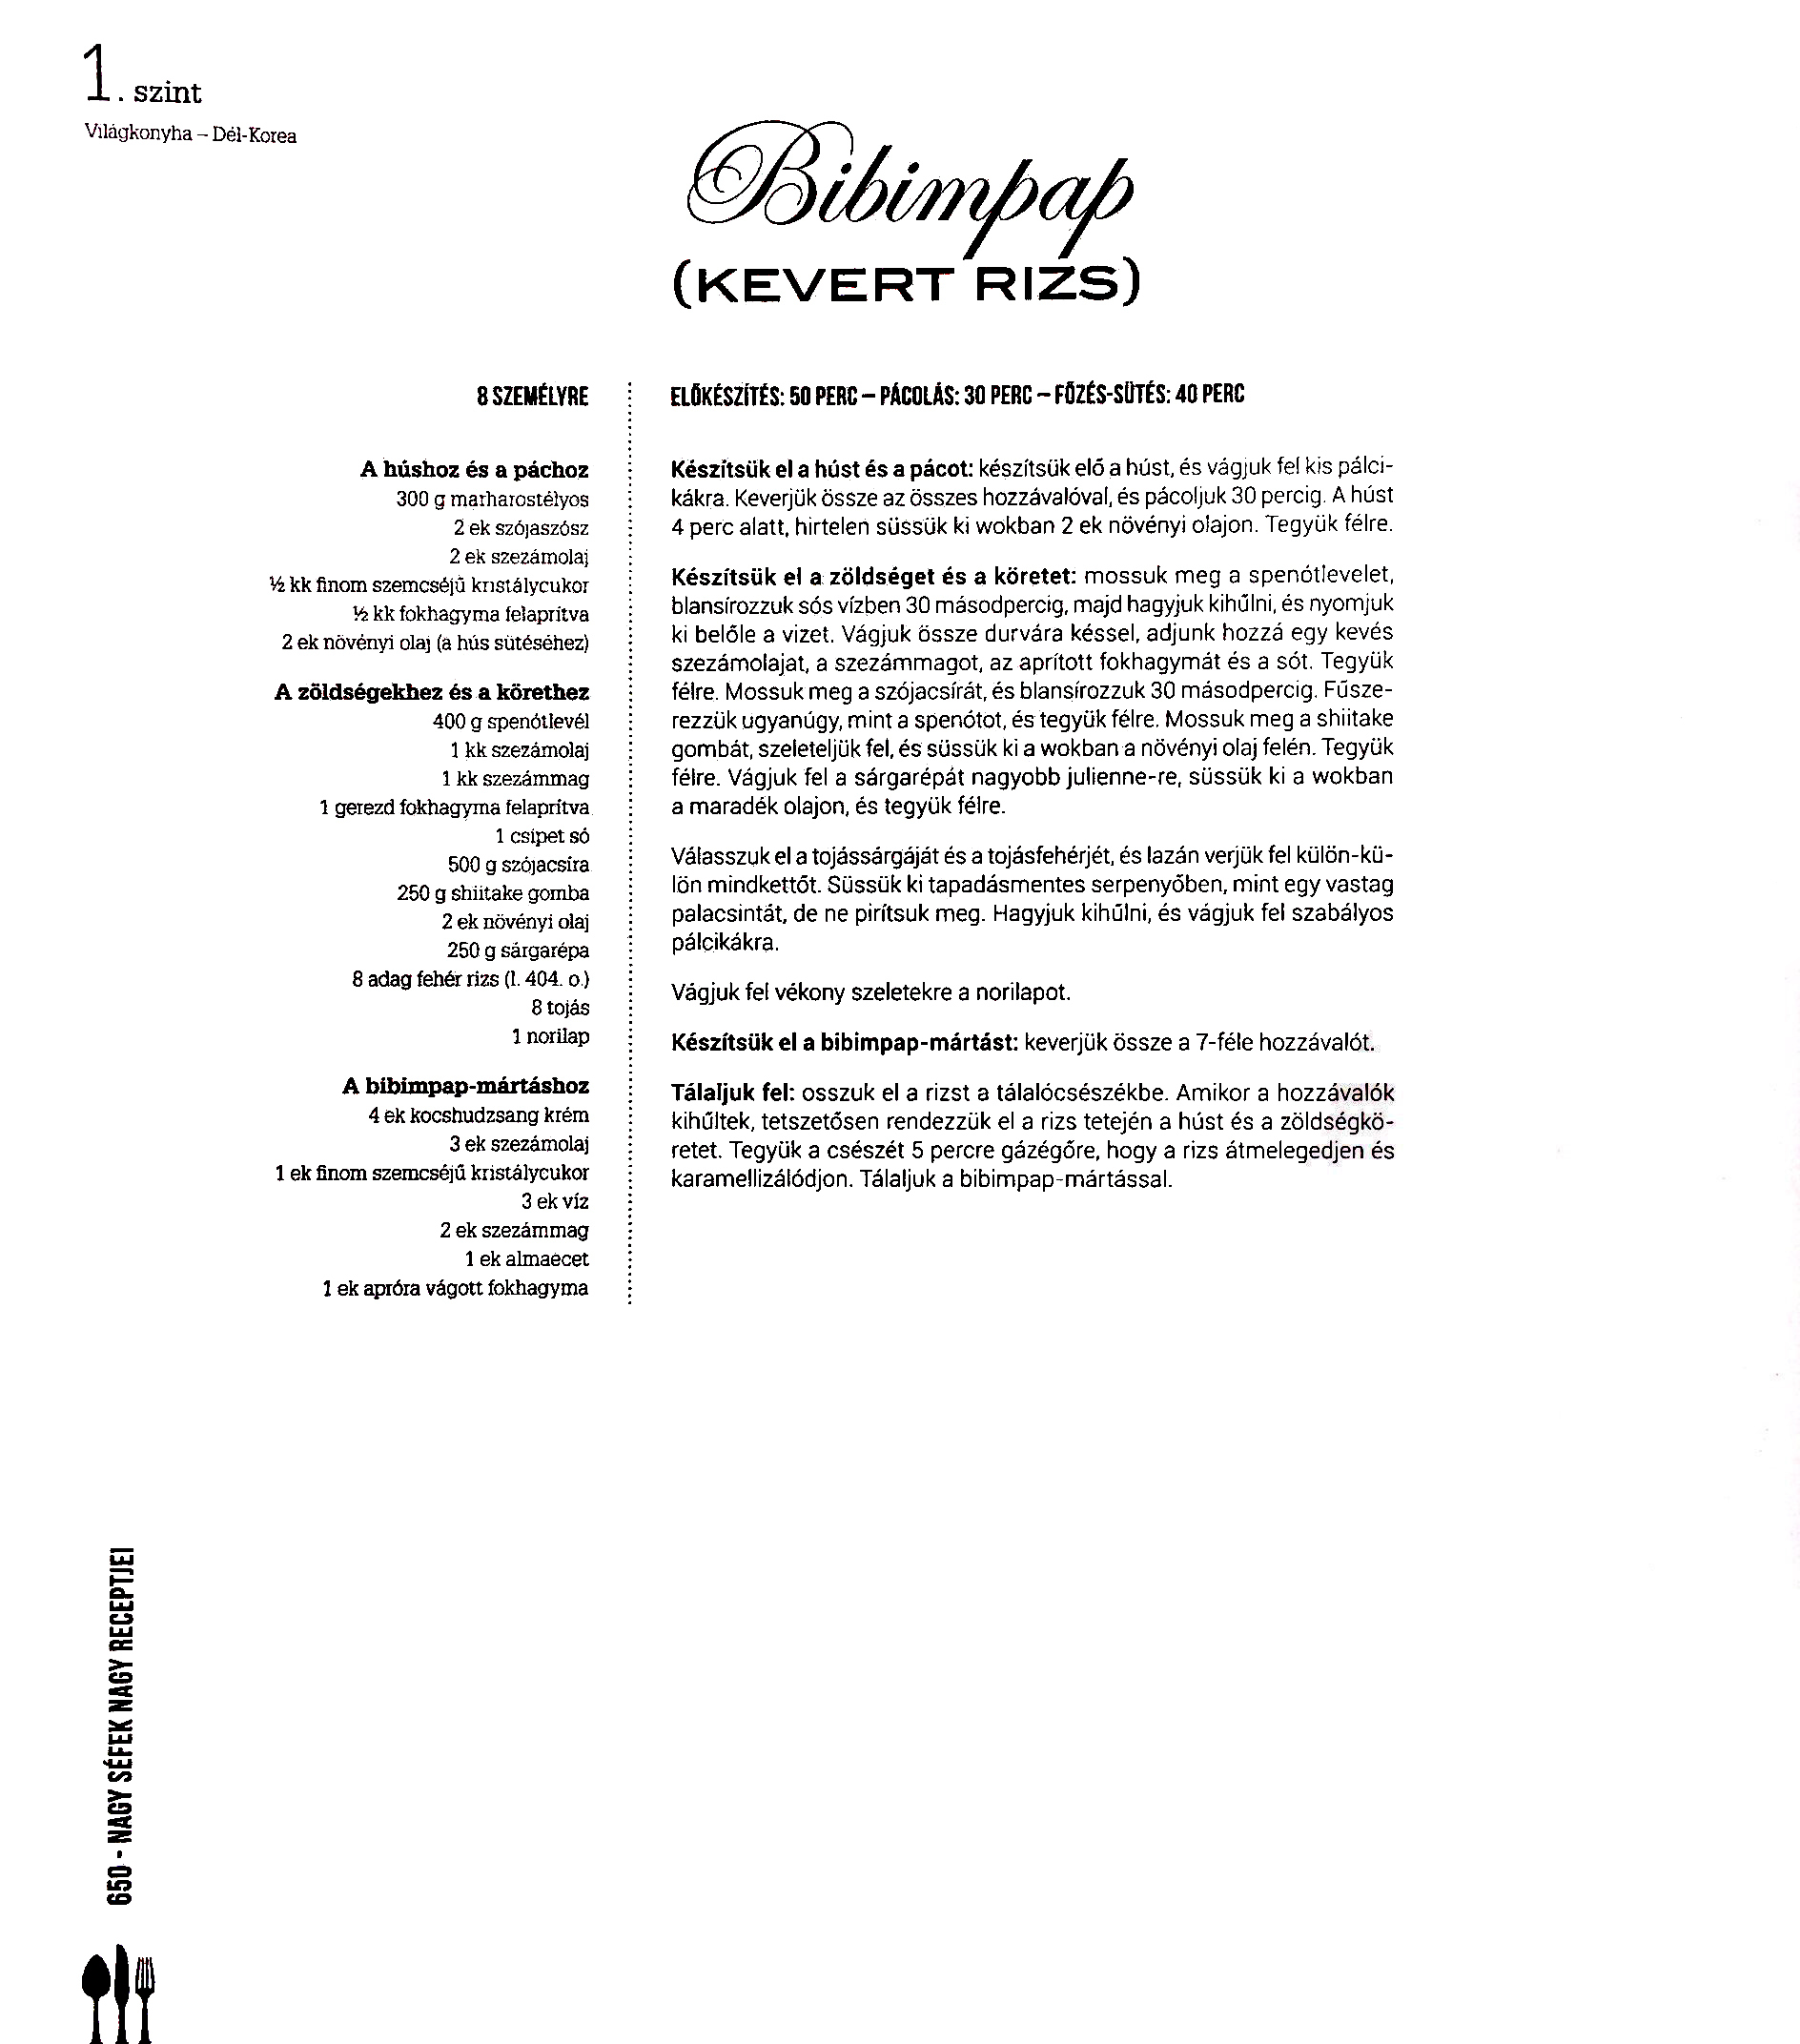 1. szint
Világkonyha – Dél-Korea
Bibimpap
(KEVERT RIZS)
8 SZEMÉLYRE
A húshoz és a páchoz
300 g marharostélyos
2 ek szójaszósz
2 ek szezámolaj
½ kk finom szemcséjű kristálycukor
½ kk fokhagyma felaprítva
2 ek növényi olaj (a hús sütéséhez)
A zöldségekhez és a körethez
400 g spenótlevél
1 kk szezámolaj
1 kk szezámmag
1 gerezd fokhagyma felaprítva
1 csipet só
500 g szójacsíra
250 g shiitake gomba
2 ek növényi olaj
250 g sárgarépa
8 adag fehér rizs (l. 404. o.)
8 tojás
1 norilap
A bibimpap-mártáshoz
4 ek kocshudzsang krém
3 ek szezámolaj
1 ek finom szemcséjű kristálycukor
3 ek víz
2 ek szezámmag
1 ek almaecet
1 ek apróra vágott fokhagyma
ELŐKÉSZÍTÉS: 50 PERC – PÁCOLÁS: 30 PERC – FŐZÉS-SÜTÉS: 40 PERC
Készítsük el a húst és a pácot: készítsük elő a húst, és vágjuk fel kis pálci-
kákra. Keverjük össze az összes hozzávalóval, és pácoljuk 30 percig. A húst
4 perc alatt, hirtelen süssük ki wokban 2 ek növényi olajon. Tegyük félre.
Készítsük el a zöldséget és a köretet: mossuk meg a spenótlevelet,
blansírozzuk sós vízben 30 másodpercig, majd hagyjuk kihűlni, és nyomjuk
ki belőle a vizet. Vágjuk össze durvára késsel, adjunk hozzá egy kevés
szezámolajat, a szezámmagot, az aprított fokhagymát és a sót. Tegyük
félre. Mossuk meg a szójacsírát, és blansírozzuk 30 másodpercig. Fűsze-
rezzük ugyanúgy, mint a spenótot, és tegyük félre. Mossuk meg a shiitake
gombát, szeleteljük fel, és süssük ki a wokban a növényi olaj felén. Tegyük
félre. Vágjuk fel a sárgarépát nagyobb julienne-re, süssük ki a wokban
a maradék olajon, és tegyük félre.
Válasszuk el a tojássárgáját és a tojásfehérjét, és lazán verjük fel külön-kü-
lön mindkettőt. Süssük ki tapadásmentes serpenyőben, mint egy vastag
palacsintát, de ne pirítsuk meg. Hagyjuk kihűlni, és vágjuk fel szabályos
pálcikákra.
Vágjuk fel vékony szeletekre a norilapot.
Készítsük el a bibimpap-mártást: keverjük össze a 7-féle hozzávalót.
Tálaljuk fel: osszuk el a rizst a tálalócsészékbe. Amikor a hozzávalók
kihűltek, tetszetősen rendezzük el a rizs tetején a húst és a zöldségkö-
retet. Tegyük a csészét 5 percre gázégőre, hogy a rizs átmelegedjen és
karamellizálódjon. Tálaljuk a bibimpap-mártással.
650 - NAGY SÉFEK NAGY RECEPTJEI